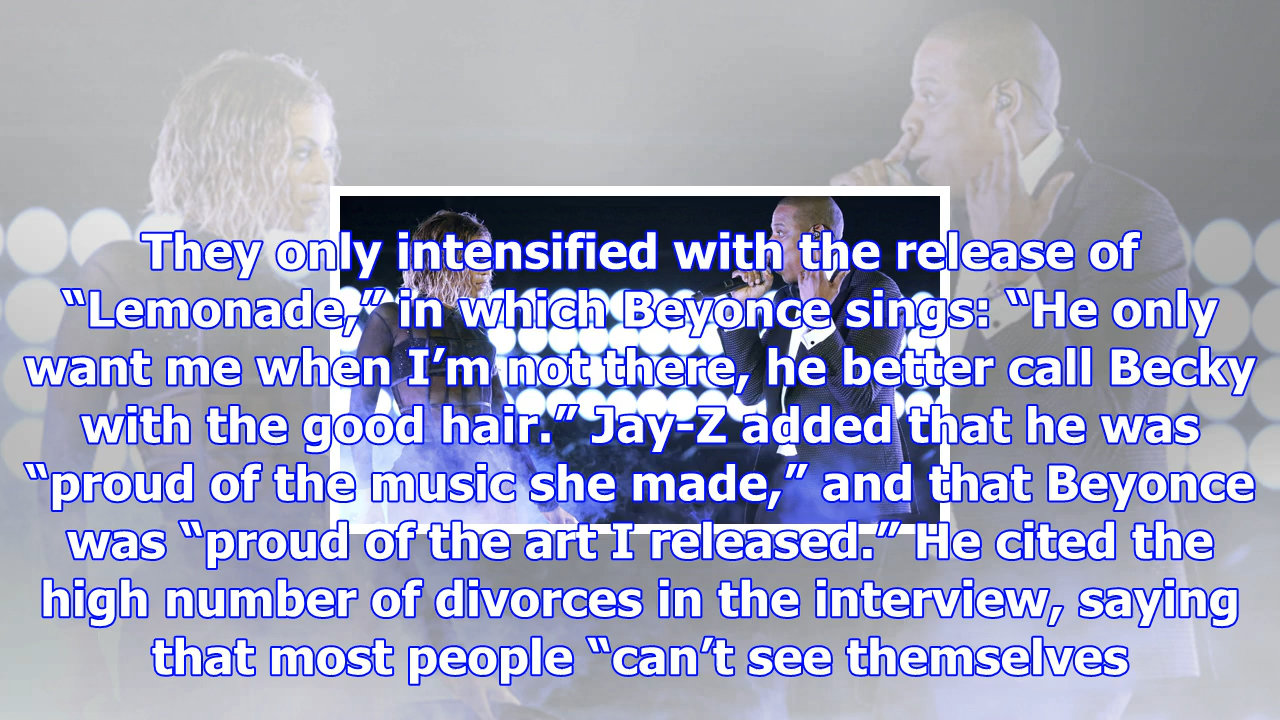 They only intensified with the release of
“Lemonade,” in which Beyonce sings: “He only
want me when I’m not there, he better call Becky
with the good hair.” Jay-Z added that he was
“proud of the music she made,” and that Beyonce
was “proud of the art I released.” He cited the
high number of divorces in the interview, saying
that most people “can’t see themselves